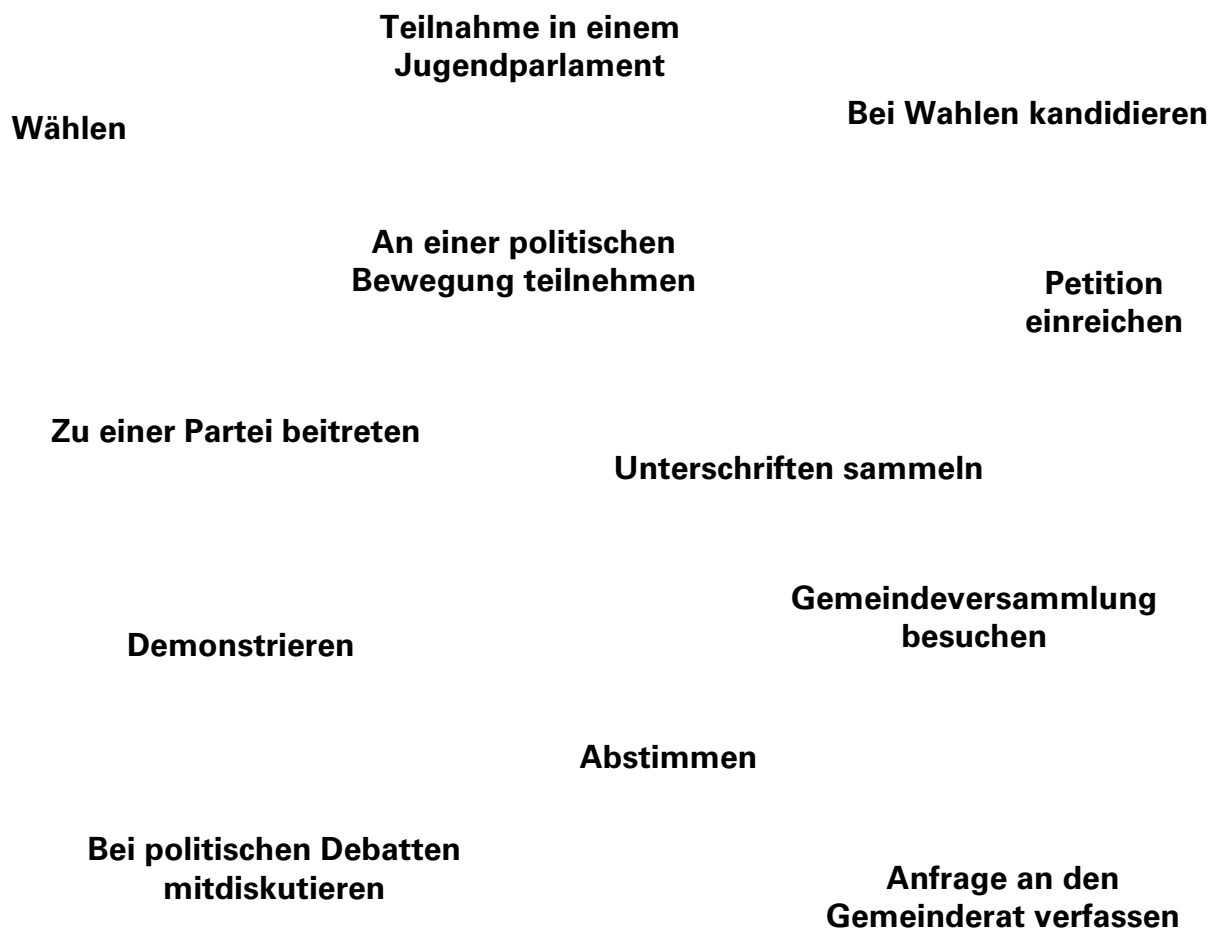 Teilnahme in einem
Jugendparlament
Bei Wahlen kandidieren
Wählen
An einer politischen
Bewegung teilnehmen
Petition
einreichen
Zu einer Partei beitreten
Unterschriften sammeln
Gemeindeversammlung
besuchen
Demonstrieren
Abstimmen
Bei politischen Debatten
mitdiskutieren
Anfrage an den
Gemeinderat verfassen